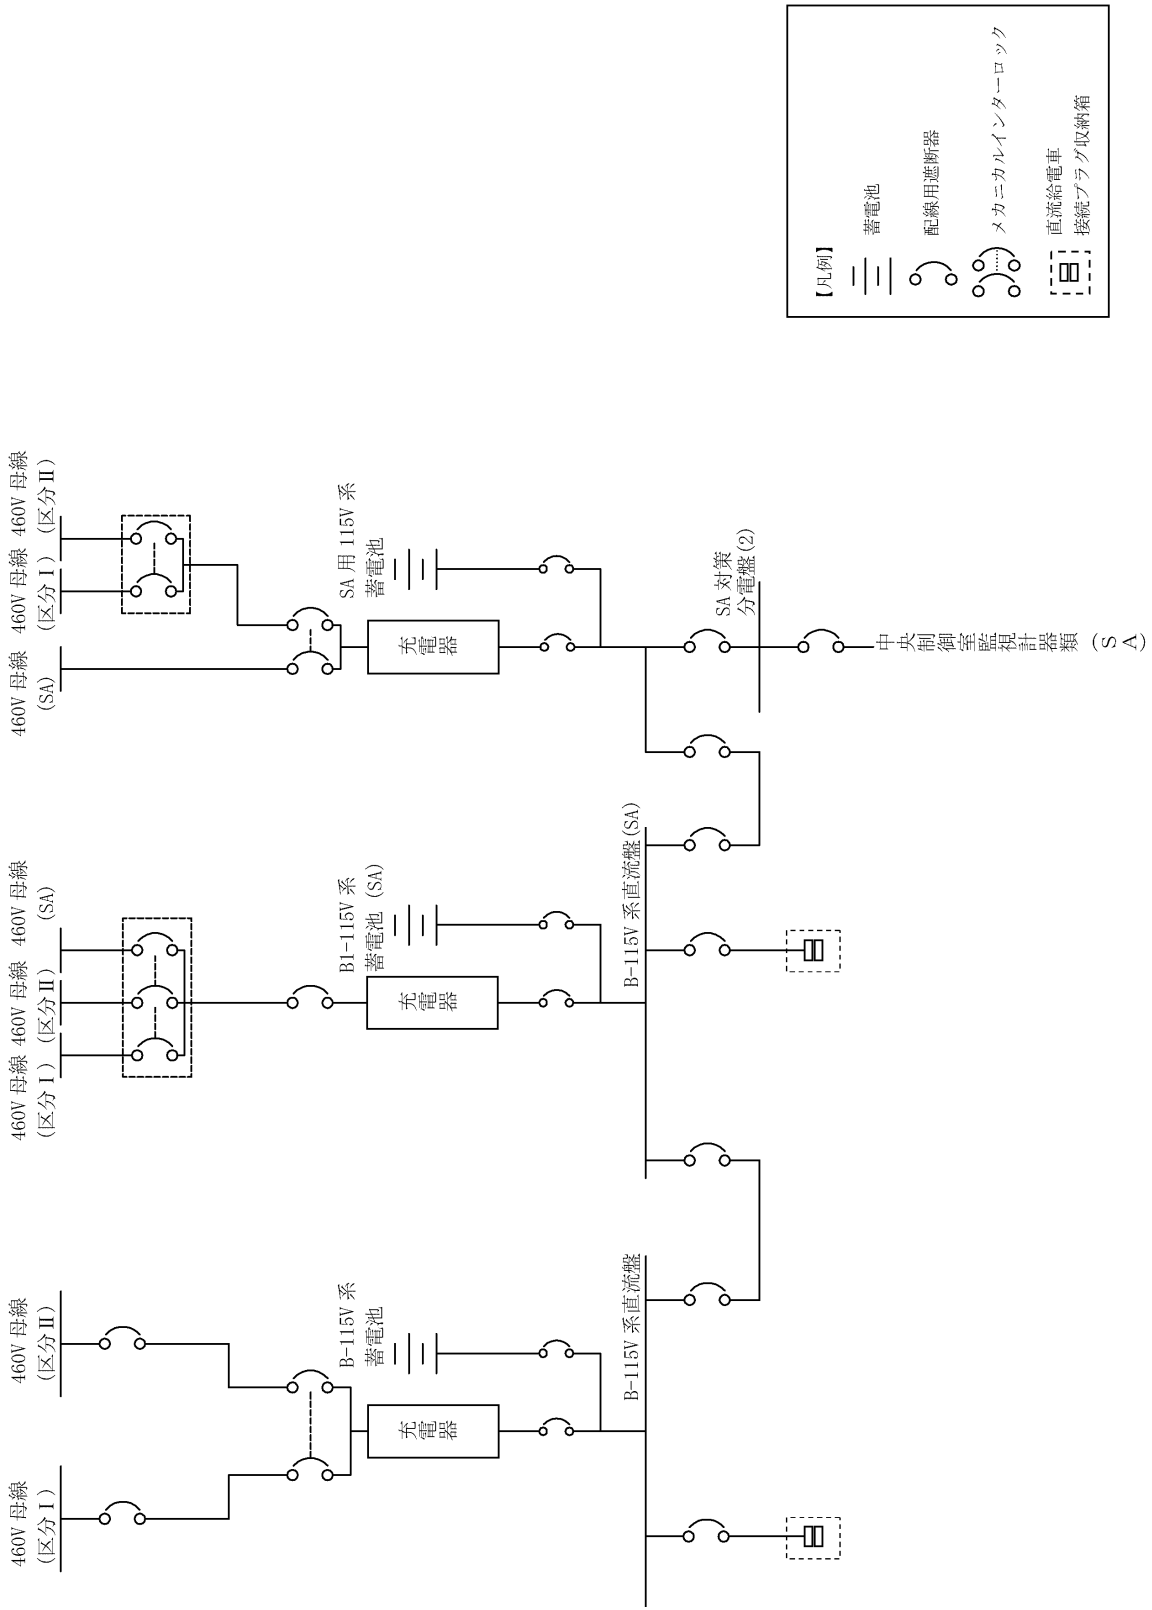 460V 母線
(区分Ⅰ)
460V 母線
(区分Ⅱ)
B-115V 系
蓄電池
充電器
B-115V 系直流盤
460V 母線
(区分Ⅰ)
460V 母線
(区分Ⅱ)
460V 母線
(SA)
B1-115V 系
蓄電池 (SA)
充電器
B-115V 系直流盤(SA)
460V 母線
(SA)
460V 母線
(区分Ⅰ)
460V 母線
(区分Ⅱ)
SA 用 115V 系
蓄電池
充電器
SA 対策
分電盤(2)
中央制御室監視計器類 (SA)
【凡例】
蓄電池
配線用遮断器
メカニカルインターロック
直流給電車
接続プラグ収納箱